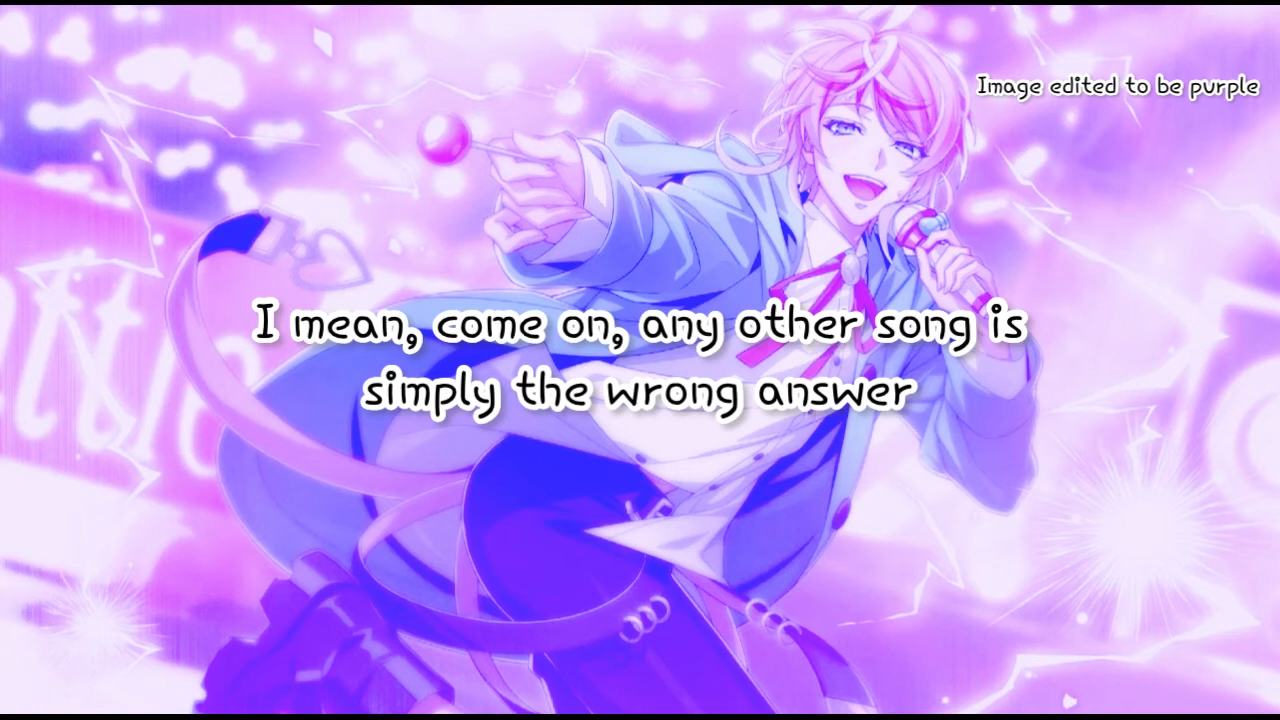 Image edited to be purple
I mean, come on, any other song is
simply the wrong answer